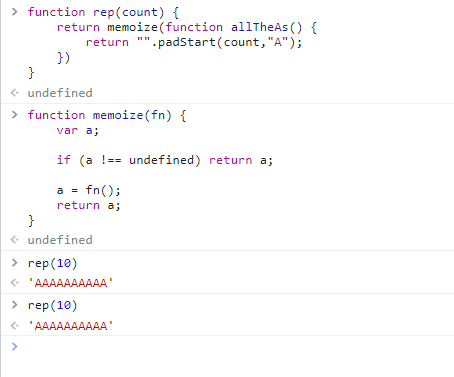 > function rep(count) {
return memoize(function allTheAs() {
return "".padStart(count,"A");
})
}
<· undefined
> function memoize(fn) {
var a;
if (a !== undefined) return a;
a = fn();
return a;
}
<· undefined
> rep(10)
<· 'AAAAAAAAAA'
> rep(10)
<· 'AAAAAAAAAA'
>